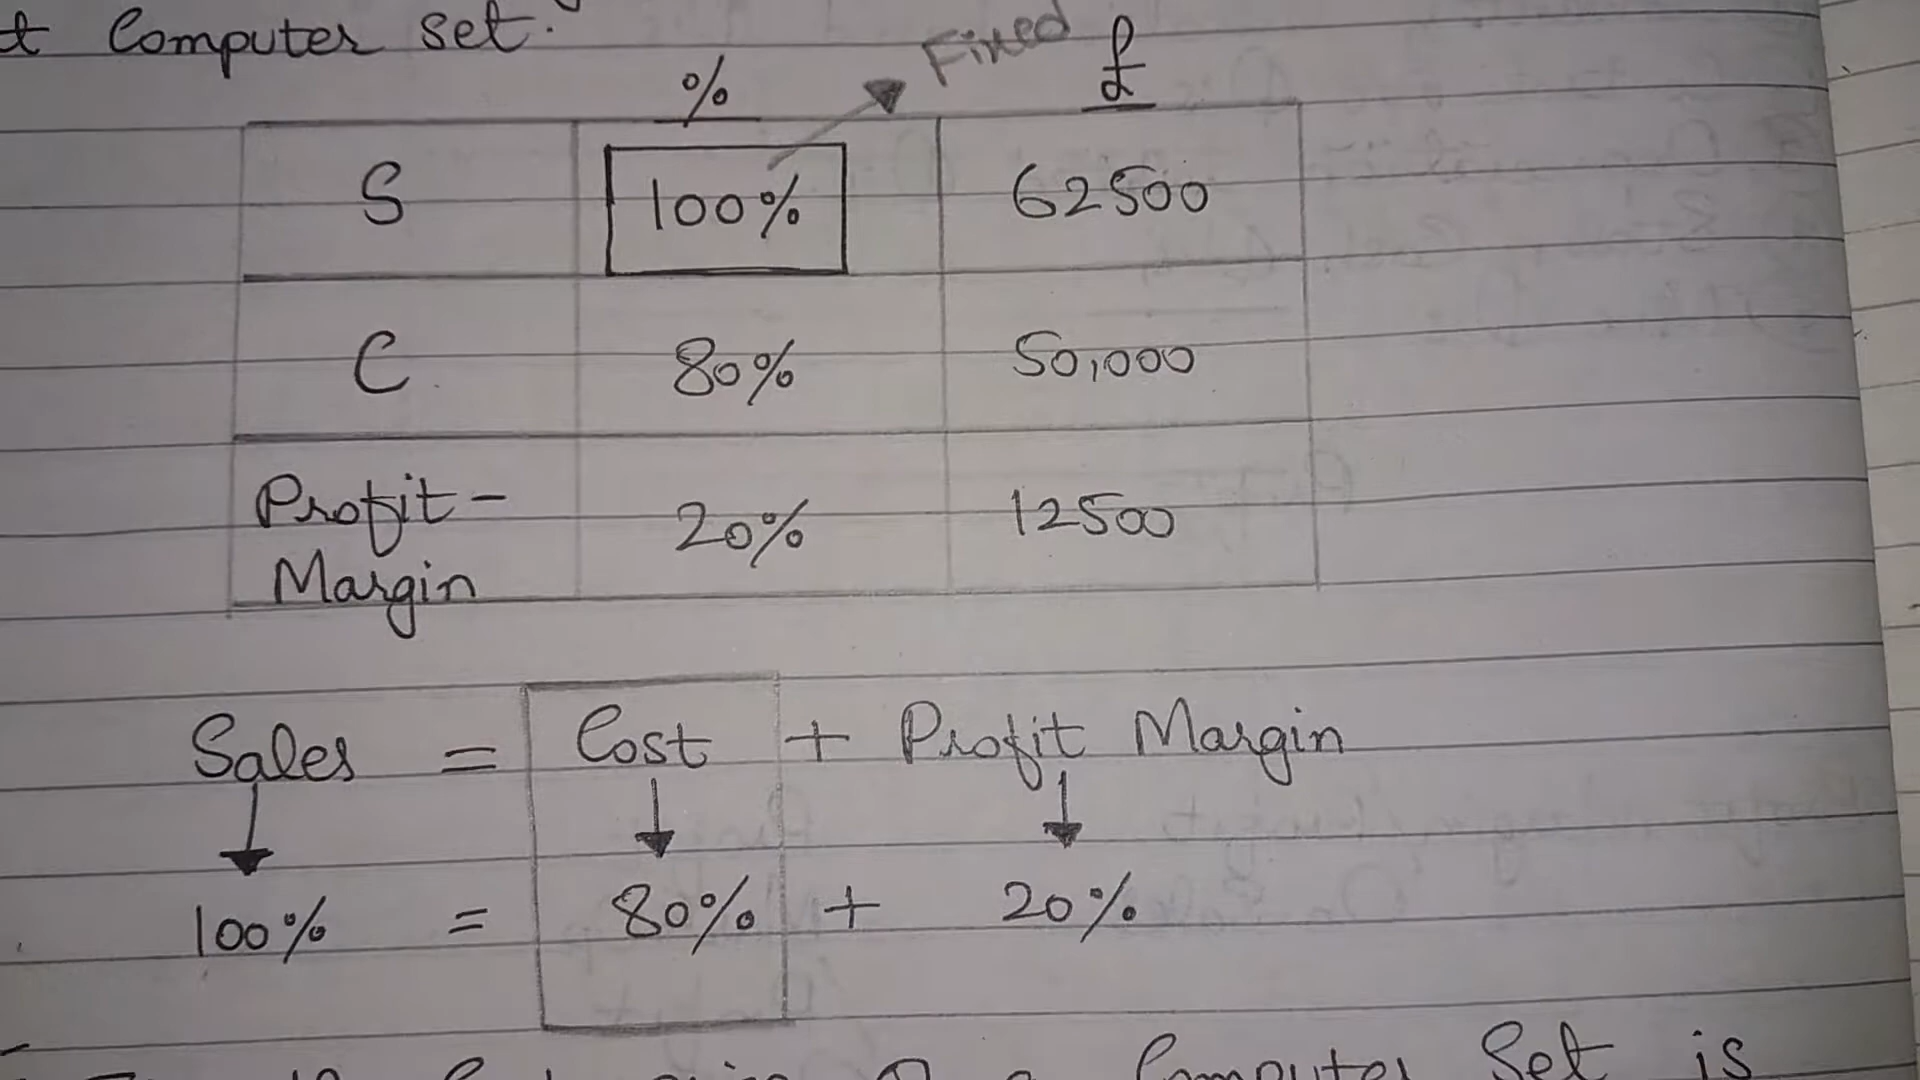 t Computer set.
Fixed
% £
S 100% 62500
C 80% 50,000
Profit- 20% 12500
Margin
Sales = Cost + Profit Margin
100% = 80% + 20%
Computer Set is